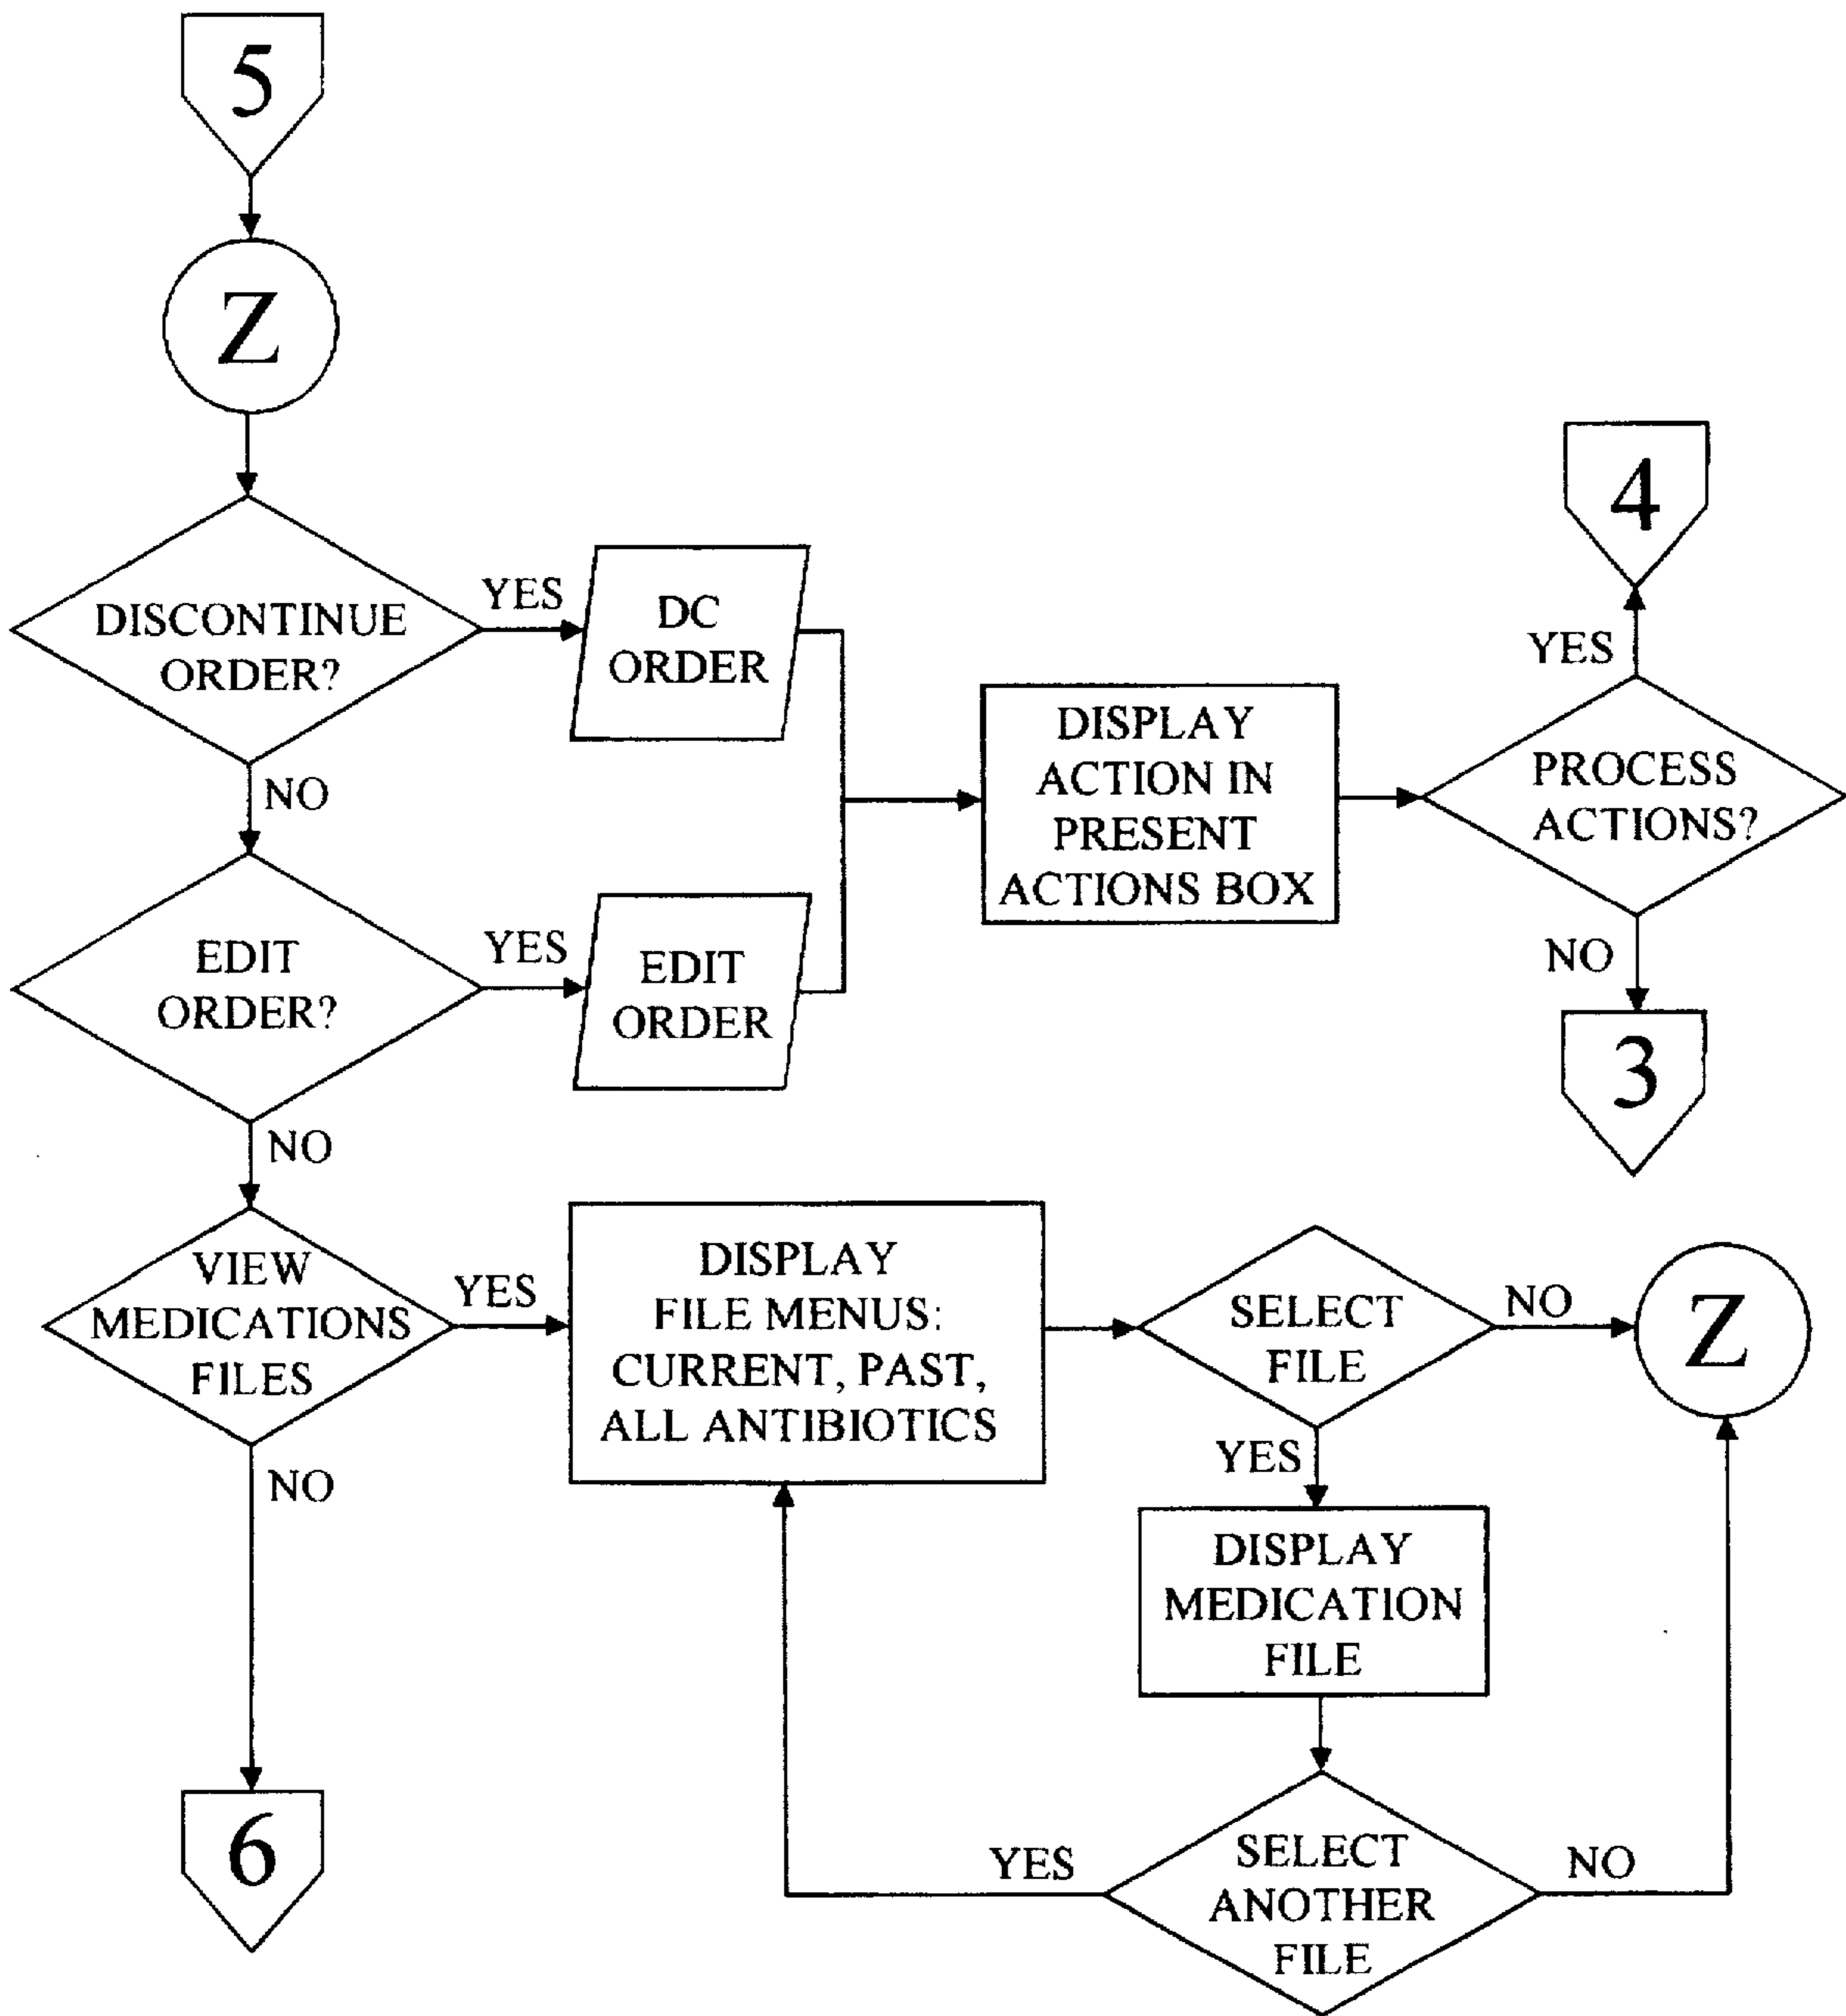 5
Z
DISCONTINUE
ORDER?
YES
DC
ORDER
NO
EDIT
ORDER?
YES
EDIT
ORDER
NO
DISPLAY
ACTION IN
PRESENT
ACTIONS BOX
PROCESS
ACTIONS?
YES
4
NO
3
VIEW
MEDICATIONS
FILES
YES
DISPLAY
FILE MENUS:
CURRENT, PAST,
ALL ANTIBIOTICS
SELECT
FILE
NO
Z
YES
DISPLAY
MEDICATION
FILE
SELECT
ANOTHER
FILE
YES
NO
NO
6